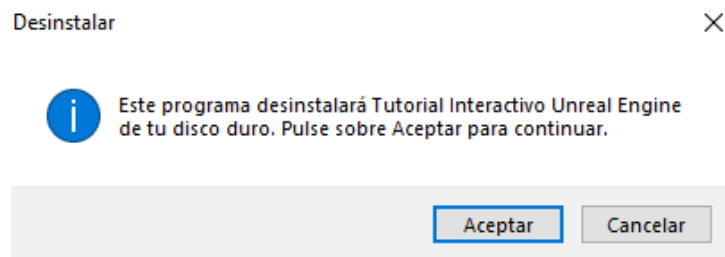 Desinstalar
Este programa desinstalará Tutorial Interactivo Unreal Engine
de tu disco duro. Pulse sobre Aceptar para continuar.
Aceptar
Cancelar